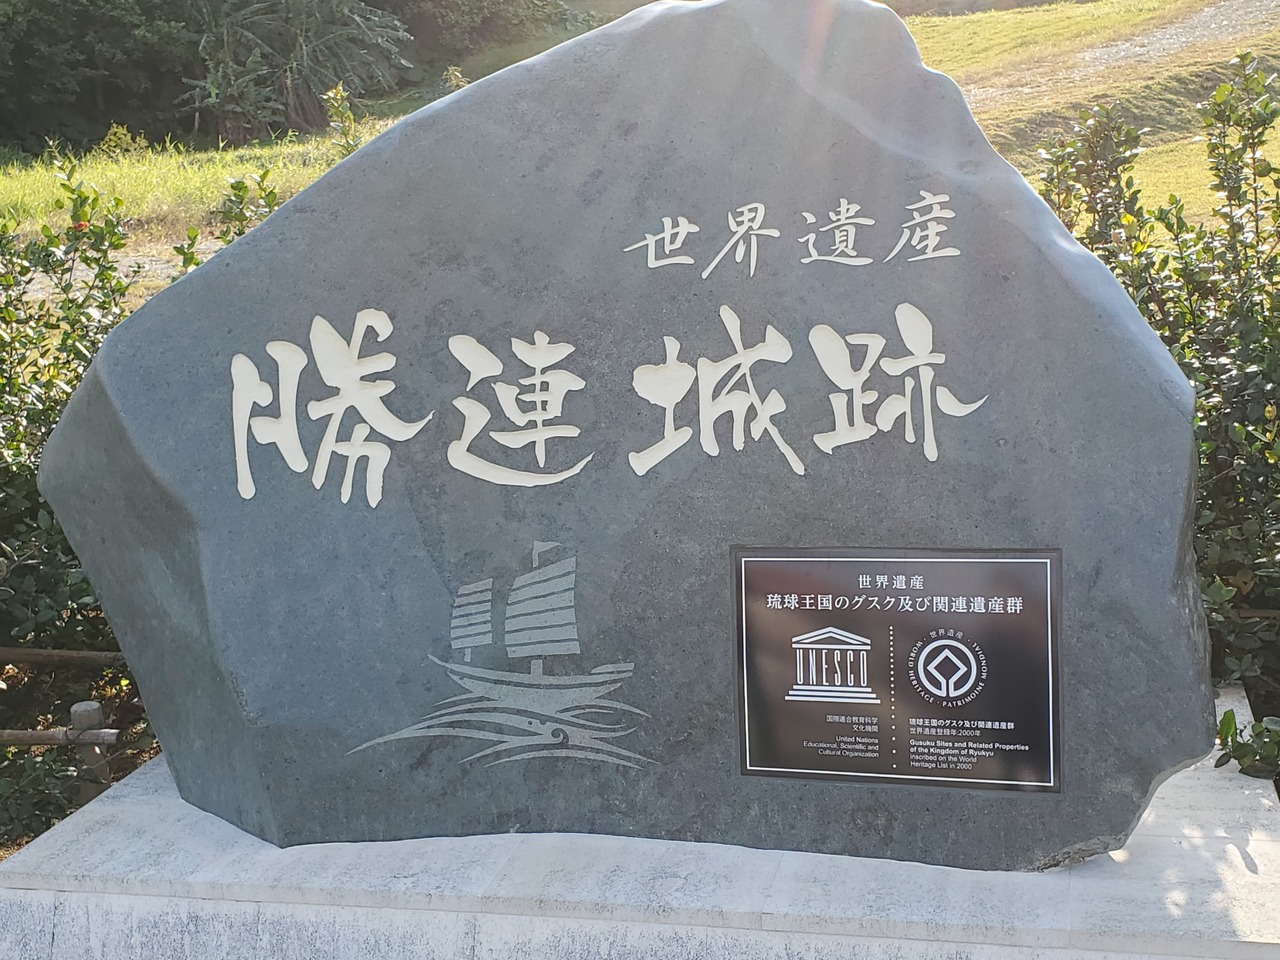 世界遺産
勝連城跡
世界遺産
琉球王国のグスク及び関連遺産群
UNESCO
世界遺産
WORLD HERITAGE · PATRIMOINE MONDIAL
国際連合教育科学
文化機関
United Nations
Educational, Scientific and
Cultural Organization
琉球王国のグスク及び関連遺産群
世界遺産登録年:2000年
Gusuku Sites and Related Properties
of the Kingdom of Ryukyu
inscribed on the World
Heritage List in 2000